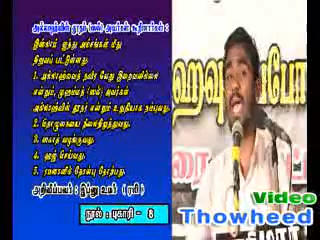 அல்லாஹ்வின் தூதர் (ஸல்) அவர்கள் கூறினார்கள் :
இஸ்லாம் ஐந்து அம்சங்கள் மீது
நிறுவப் பட்டுள்ளது.
1. அல்லாஹ்வைத் தவிர வேறு இறைவனில்லை
என்றும், முஹம்மத் (ஸல்) அவர்கள்
அல்லாஹ்வின் தூதர் என்றும் உறுதியாக நம்புவது.
2. தொழுகையை நிலைநிறுத்துவது.
3. ஸகாத் வழங்குவது.
4. ஹஜ் செய்வது.
5. ரமளானில் நோன்பு நோற்பது.
அறிவிப்பவர் : இப்னு உமர் ( ரலி )
நூல் : புகாரி - 8
Video
Thowheed